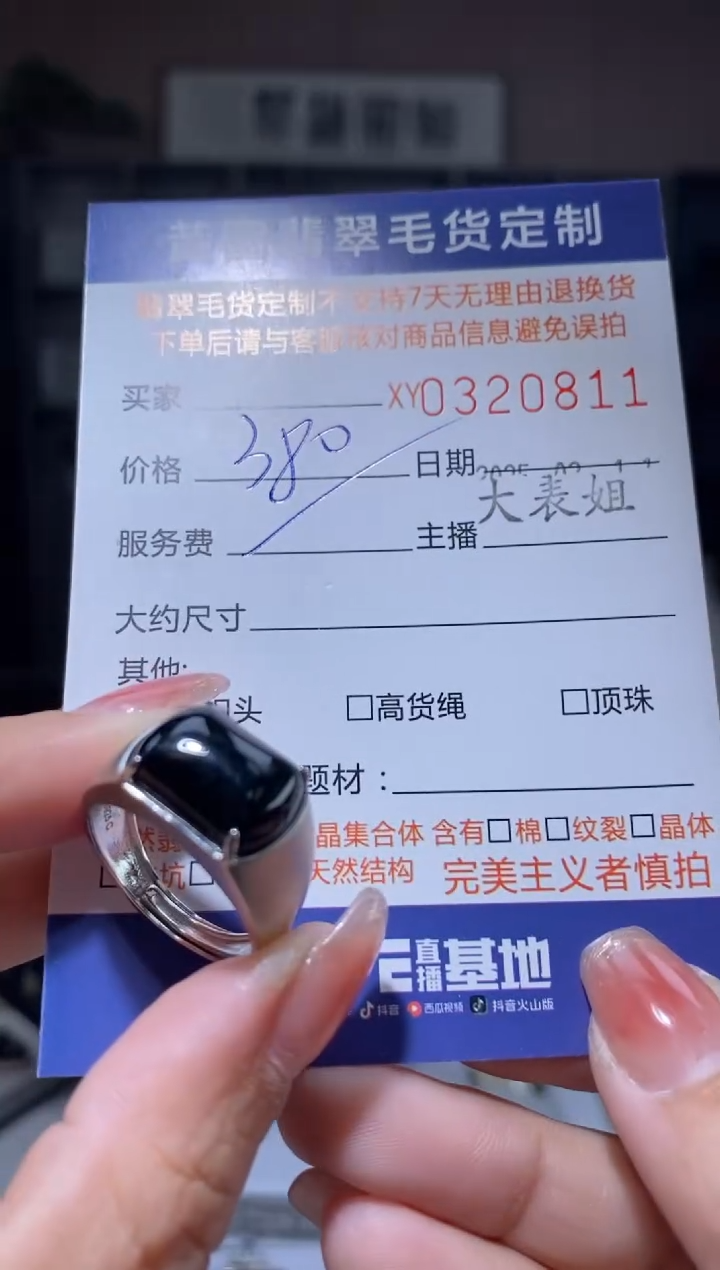 翡翠毛货定制
翡翠毛货定制不支持7天无理由退换货
下单后请与客服核对商品信息避免误拍
买家 XY0320811
价格 380 日期
服务费 主播 大表姐
大约尺寸
其他:
扣头 □高货绳 □顶珠
题材：
晶集合体 含有□棉□纹裂□晶体
坑□ 天然结构 完美主义者慎拍
直播基地
抖音 西瓜视频 抖音火山版